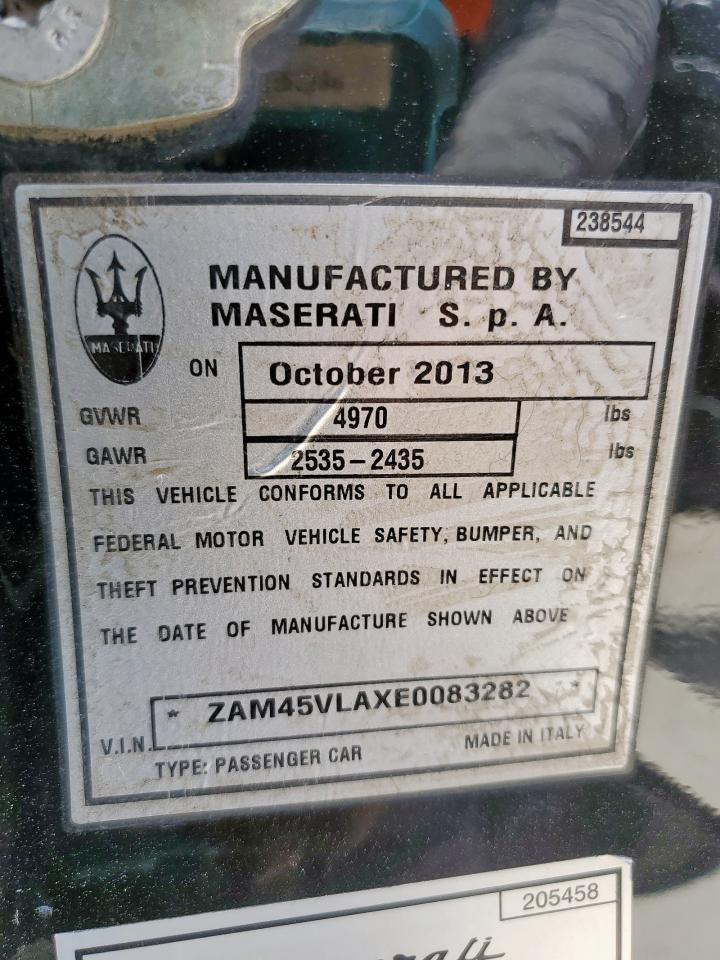 238544
MANUFACTURED BY
MASERATI S. p. A.
MASERATI
ON October 2013
GVWR 4970 lbs
GAWR 2535-2435 lbs
THIS VEHICLE CONFORMS TO ALL APPLICABLE
FEDERAL MOTOR VEHICLE SAFETY, BUMPER, AND
THEFT PREVENTION STANDARDS IN EFFECT ON
THE DATE OF MANUFACTURE SHOWN ABOVE
V.I.N. * ZAM45VLAXE0083282 *
TYPE: PASSENGER CAR MADE IN ITALY
205458